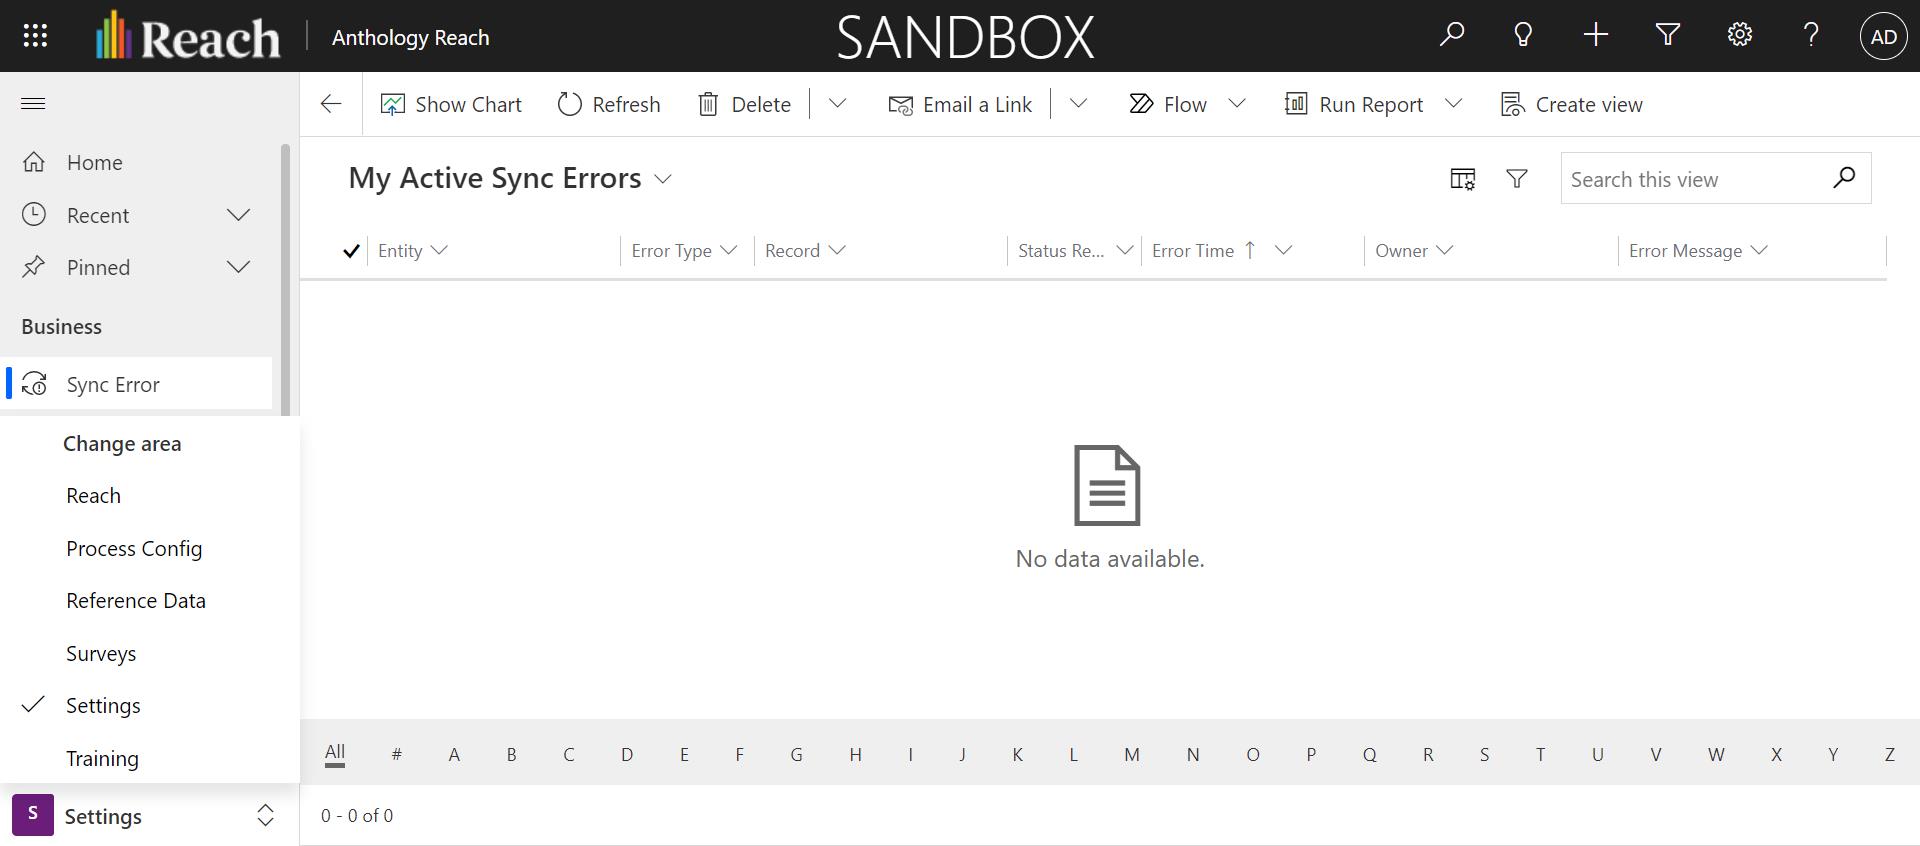 Reach Anthology Reach SANDBOX AD
Show Chart Refresh Delete Email a Link Flow Run Report Create view
Home
Recent
Pinned
Business
Sync Error
Change area
Reach
Process Config
Reference Data
Surveys
Settings
Training
S Settings
My Active Sync Errors
Search this view
Entity Error Type Record Status Re... Error Time ↑ Owner Error Message
No data available.
All # A B C D E F G H I J K L M N O P Q R S T U V W X Y Z
0 - 0 of 0